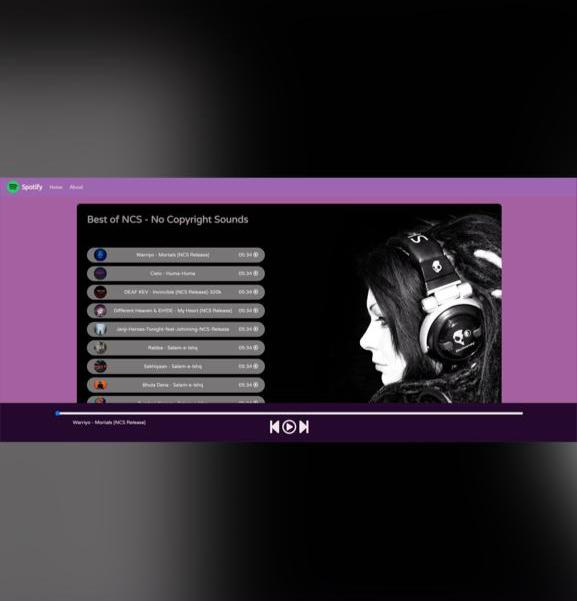 Spotify Home About
Best of NCS - No Copyright Sounds
Warriyo - Mortals [NCS Release] 05:34
Cielo - Huma-Huma 05:34
DEAF KEV - Invincible [NCS Release]-320k 05:34
Different Heaven & EH!DE - My Heart [NCS Release] 05:34
Janji-Heroes-Tonight-feat-Johnning-NCS-Release 05:34
Rabba - Salam-e-Ishq 05:34
Sakhiyaan - Salam-e-Ishq 05:34
Bhula Dena - Salam-e-Ishq 05:34
Warriyo - Mortals [NCS Release]